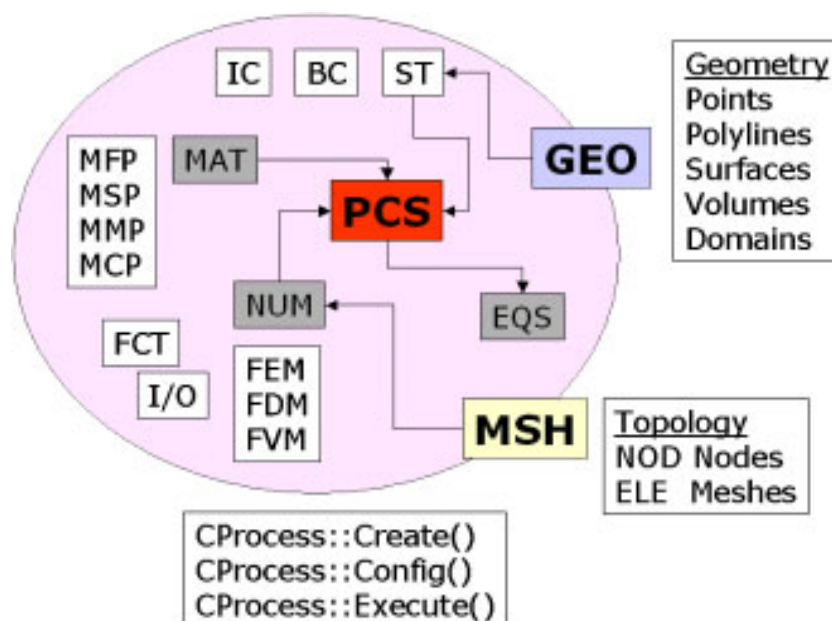 IC
BC
ST
Geometry
Points
Polylines
Surfaces
Volumes
Domains
GEO
MFP
MSP
MMP
MCP
MAT
PCS
NUM
EQS
FCT
I/O
FEM
FDM
FVM
MSH
Topology
NOD Nodes
ELE Meshes
CProcess::Create()
CProcess::Config()
CProcess::Execute()